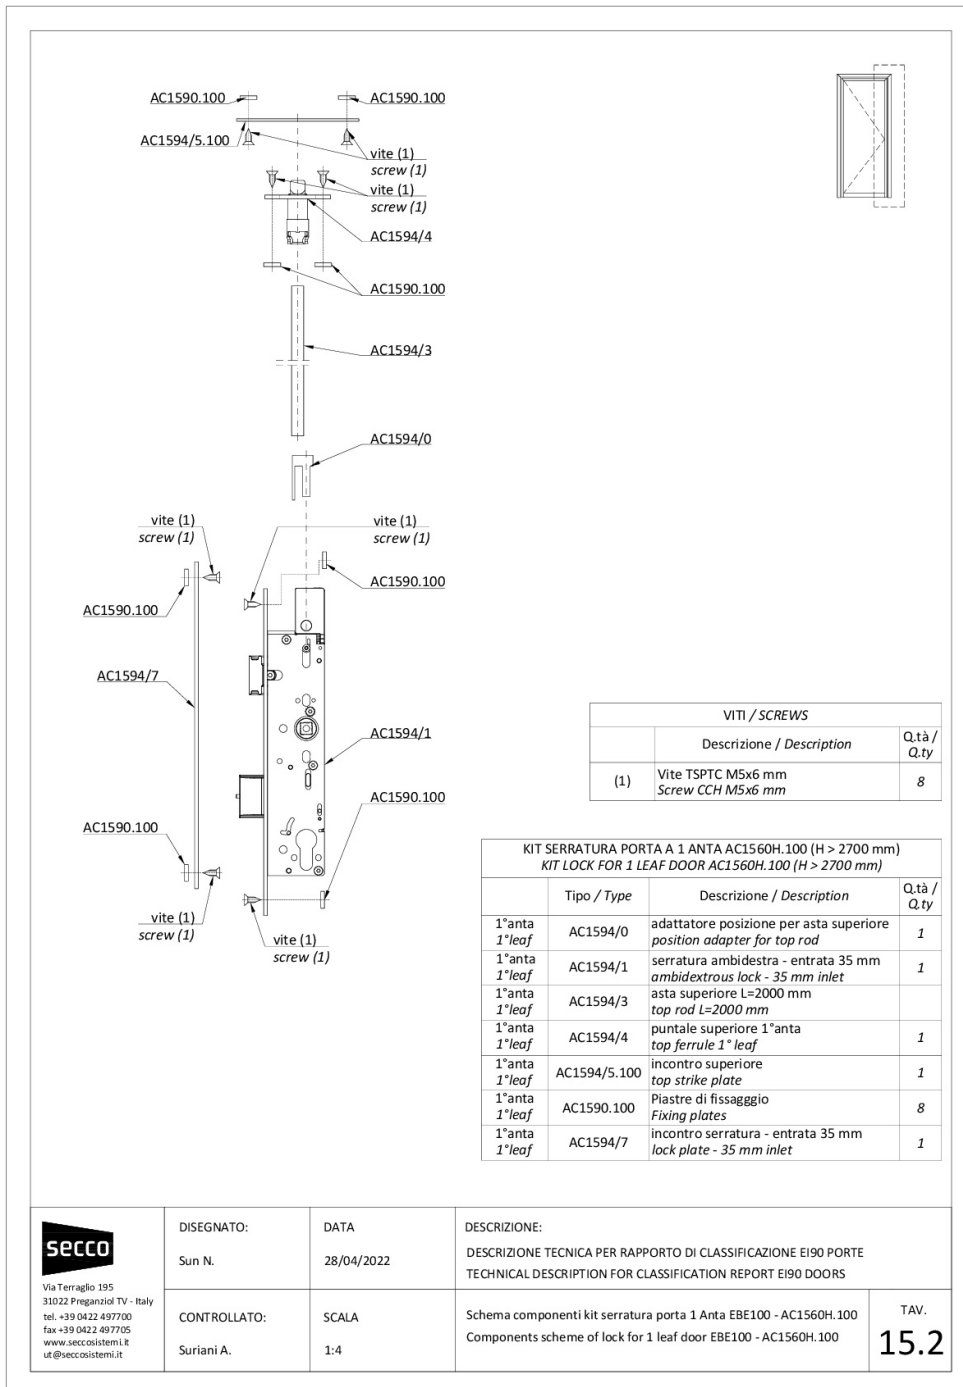 AC1590.100
AC1590.100
AC1594/5.100
vite (1)
screw (1)
vite (1)
screw (1)
AC1594/4
AC1590.100
AC1594/3
AC1594/0
vite (1)
screw (1)
vite (1)
screw (1)
AC1590.100
AC1590.100
AC1594/7
AC1594/1
AC1590.100
AC1590.100
vite (1)
screw (1)
vite (1)
screw (1)
VITI / SCREWS
Descrizione / Description
Q.tà /
Q.ty
(1)
Vite TSPTC M5x6 mm
Screw CCH M5x6 mm
8
KIT SERRATURA PORTA A 1 ANTA AC1560H.100 (H > 2700 mm)
KIT LOCK FOR 1 LEAF DOOR AC1560H.100 (H > 2700 mm)
Tipo / Type
Descrizione / Description
Q.tà /
Q.ty
1°anta
1°leaf
AC1594/0
adattatore posizione per asta superiore
position adapter for top rod
1
1°anta
1°leaf
AC1594/1
serratura ambidestra - entrata 35 mm
ambidextrous lock - 35 mm inlet
1
1°anta
1°leaf
AC1594/3
asta superiore L=2000 mm
top rod L=2000 mm
1°anta
1°leaf
AC1594/4
puntale superiore 1°anta
top ferrule 1° leaf
1
1°anta
1°leaf
AC1594/5.100
incontro superiore
top strike plate
1
1°anta
1°leaf
AC1590.100
Piastre di fissagggio
Fixing plates
8
1°anta
1°leaf
AC1594/7
incontro serratura - entrata 35 mm
lock plate - 35 mm inlet
1
secco
Via Terraglio 195
31022 Preganziol TV - Italy
tel. +39 0422 497700
fax +39 0422 497705
www.seccosistemi.it
ut@seccosistemi.it
DISEGNATO:
Sun N.
DATA
28/04/2022
DESCRIZIONE:
DESCRIZIONE TECNICA PER RAPPORTO DI CLASSIFICAZIONE EI90 PORTE
TECHNICAL DESCRIPTION FOR CLASSIFICATION REPORT EI90 DOORS
CONTROLLATO:
Suriani A.
SCALA
1:4
Schema componenti kit serratura porta 1 Anta EBE100 - AC1560H.100
Components scheme of lock for 1 leaf door EBE100 - AC1560H.100
TAV.
15.2